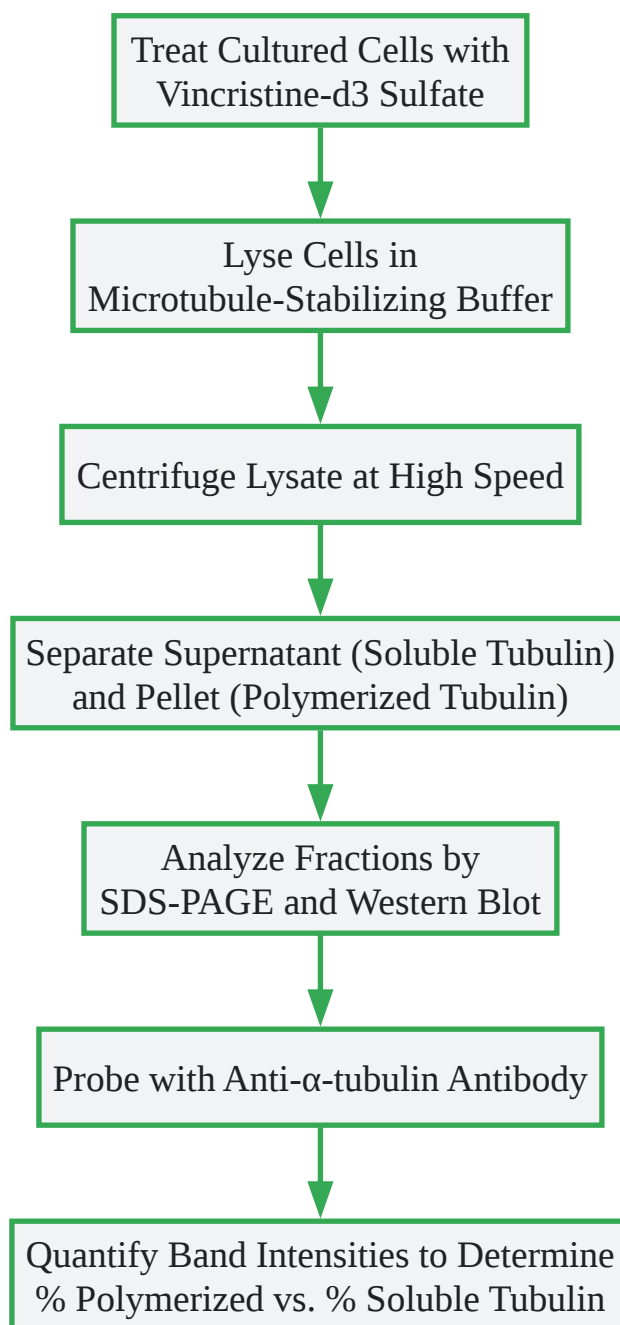 Treat Cultured Cells with
Vincristine-d3 Sulfate
Lyse Cells in
Microtubule-Stabilizing Buffer
Centrifuge Lysate at High Speed
Separate Supernatant (Soluble Tubulin)
and Pellet (Polymerized Tubulin)
Analyze Fractions by
SDS-PAGE and Western Blot
Probe with Anti-α-tubulin Antibody
Quantify Band Intensities to Determine
% Polymerized vs. % Soluble Tubulin